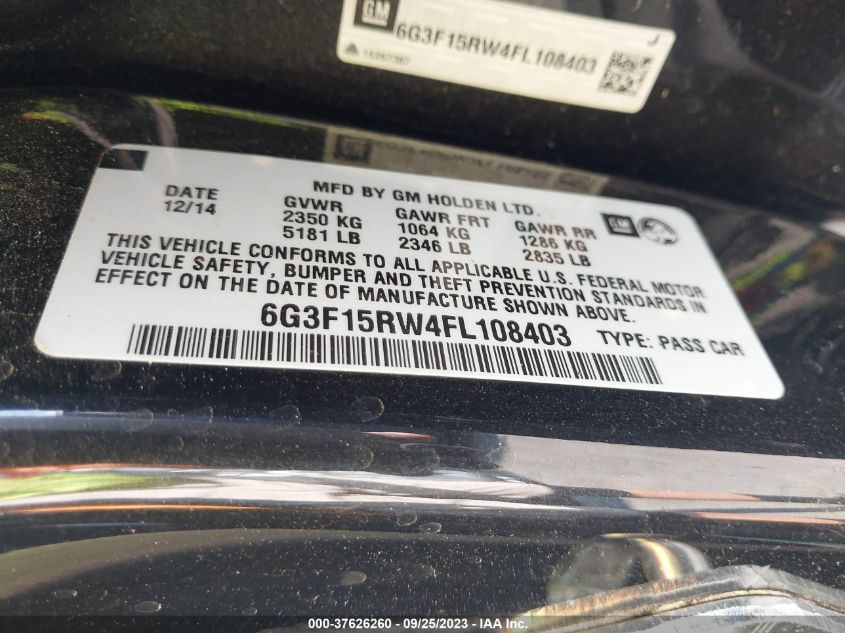 GM
6G3F15RW4FL108403
J
MFD BY GM HOLDEN LTD.
DATE
12/14
GVWR
2350 KG
5181 LB
GAWR FRT
1064 KG
2346 LB
GAWR RR
1286 KG
2835 LB
GM
THIS VEHICLE CONFORMS TO ALL APPLICABLE U.S. FEDERAL MOTOR
VEHICLE SAFETY, BUMPER AND THEFT PREVENTION STANDARDS IN
EFFECT ON THE DATE OF MANUFACTURE SHOWN ABOVE.
6G3F15RW4FL108403
TYPE: PASS CAR
000-37626260 - 09/25/2023 - IAA Inc.